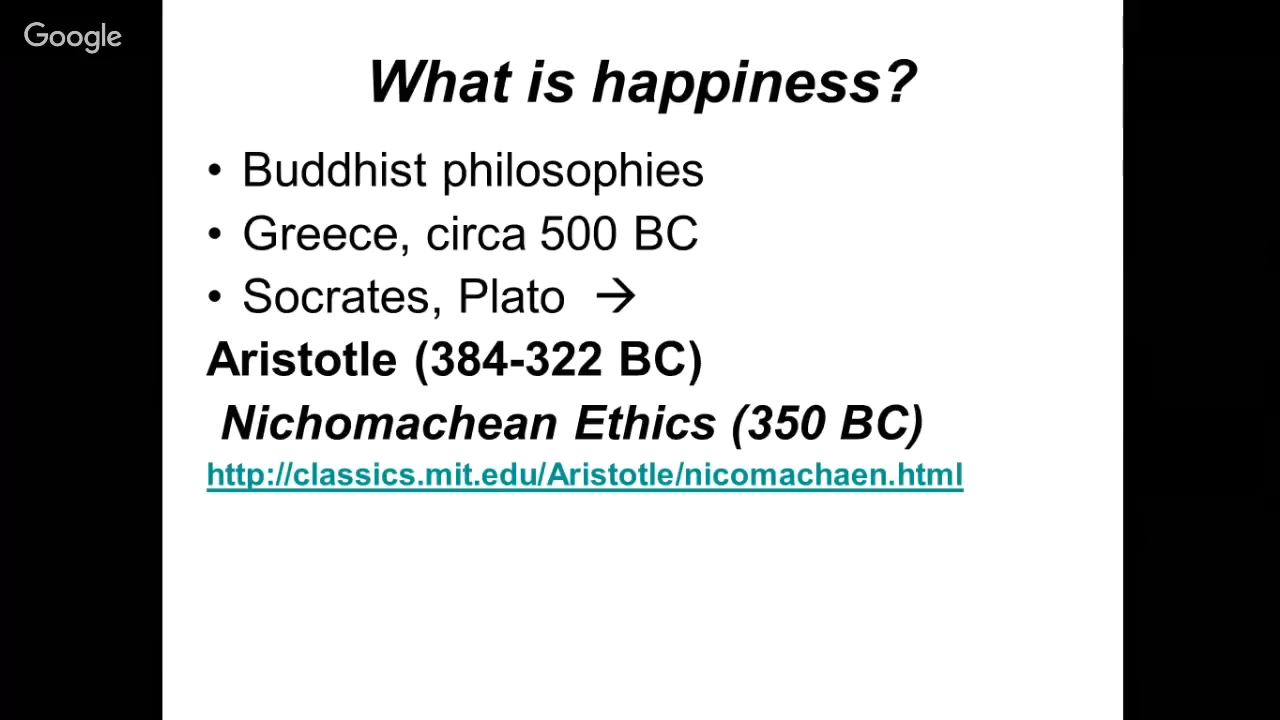 Google
What is happiness?
• Buddhist philosophies
• Greece, circa 500 BC
• Socrates, Plato →
Aristotle (384-322 BC)
Nichomachean Ethics (350 BC)
http://classics.mit.edu/Aristotle/nicomachaen.html